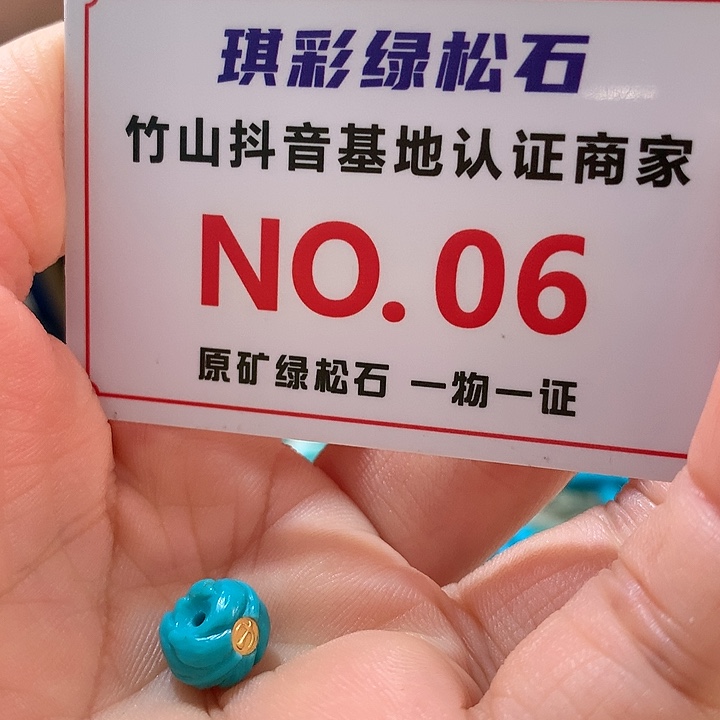 琪彩绿松石
竹山抖音基地认证商家
NO.06
原矿绿松石 一物一证